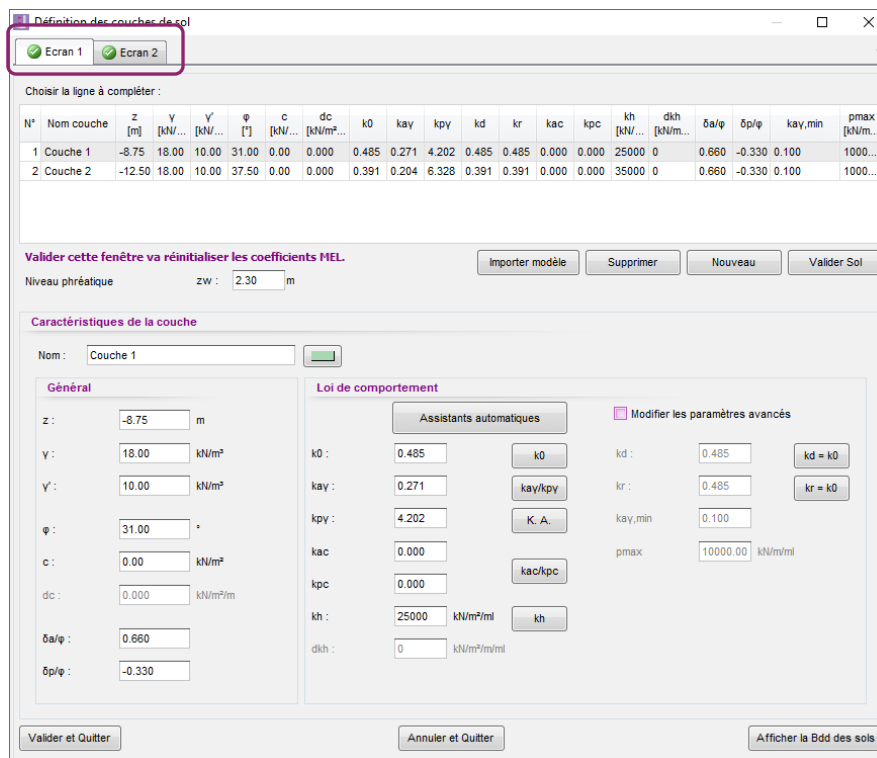 Définition des couches de sol
Ecran 1 Ecran 2
Choisir la ligne à compléter :
N° Nom couche z [m] γ [kN/... γ' [kN/... φ [°] c [kN/... dc [kN/m²... k0 kaγ kpγ kd kr kac kpc kh [kN/... dkh [kN/m... δa/φ δp/φ kaγ,min pmax [kN/m...
1 Couche 1 -8.75 18.00 10.00 31.00 0.00 0.000 0.485 0.271 4.202 0.485 0.485 0.000 0.000 25000 0 0.660 -0.330 0.100 1000...
2 Couche 2 -12.50 18.00 10.00 37.50 0.00 0.000 0.391 0.204 6.328 0.391 0.391 0.000 0.000 35000 0 0.660 -0.330 0.100 1000...
Valider cette fenêtre va réinitialiser les coefficients MEL.
Importer modèle Supprimer Nouveau Valider Sol
Niveau phréatique zw : 2.30 m
Caractéristiques de la couche
Nom : Couche 1
Général Loi de comportement
Assistants automatiques Modifier les paramètres avancés
z : -8.75 m
γ : 18.00 kN/m³ k0 : 0.485 k0 kd : 0.485 kd = k0
γ' : 10.00 kN/m³ kaγ : 0.271 kaγ/kpγ kr : 0.485 kr = k0
φ : 31.00 ° kpγ : 4.202 K. A. kaγ,min 0.100
c : 0.00 kN/m² kac 0.000 kac/kpc pmax 10000.00 kN/m/ml
dc : 0.000 kN/m²/m kpc 0.000
kh : 25000 kN/m²/ml kh
δa/φ : 0.660 dkh : 0 kN/m²/m/ml
δp/φ : -0.330
Valider et Quitter Annuler et Quitter Afficher la Bdd des sols